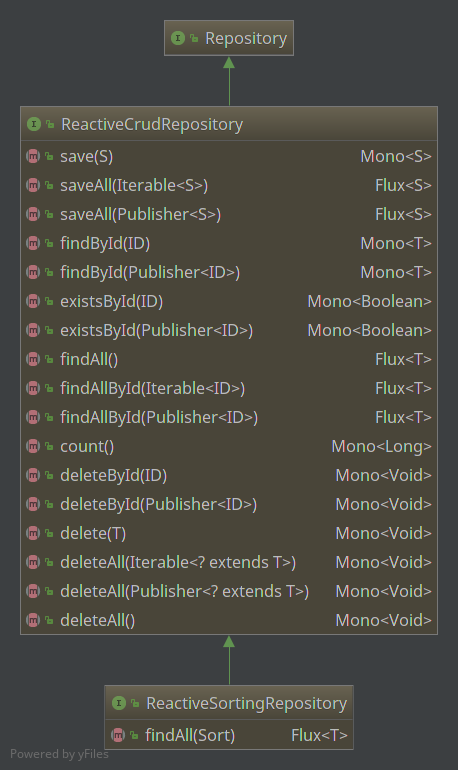 Repository
ReactiveCrudRepository
save(S) Mono<S>
saveAll(Iterable<S>) Flux<S>
saveAll(Publisher<S>) Flux<S>
findById(ID) Mono<T>
findById(Publisher<ID>) Mono<T>
existsById(ID) Mono<Boolean>
existsById(Publisher<ID>) Mono<Boolean>
findAll() Flux<T>
findAllById(Iterable<ID>) Flux<T>
findAllById(Publisher<ID>) Flux<T>
count() Mono<Long>
deleteById(ID) Mono<Void>
deleteById(Publisher<ID>) Mono<Void>
delete(T) Mono<Void>
deleteAll(Iterable<? extends T>) Mono<Void>
deleteAll(Publisher<? extends T>) Mono<Void>
deleteAll() Mono<Void>
ReactiveSortingRepository
findAll(Sort) Flux<T>
Powered by yFiles